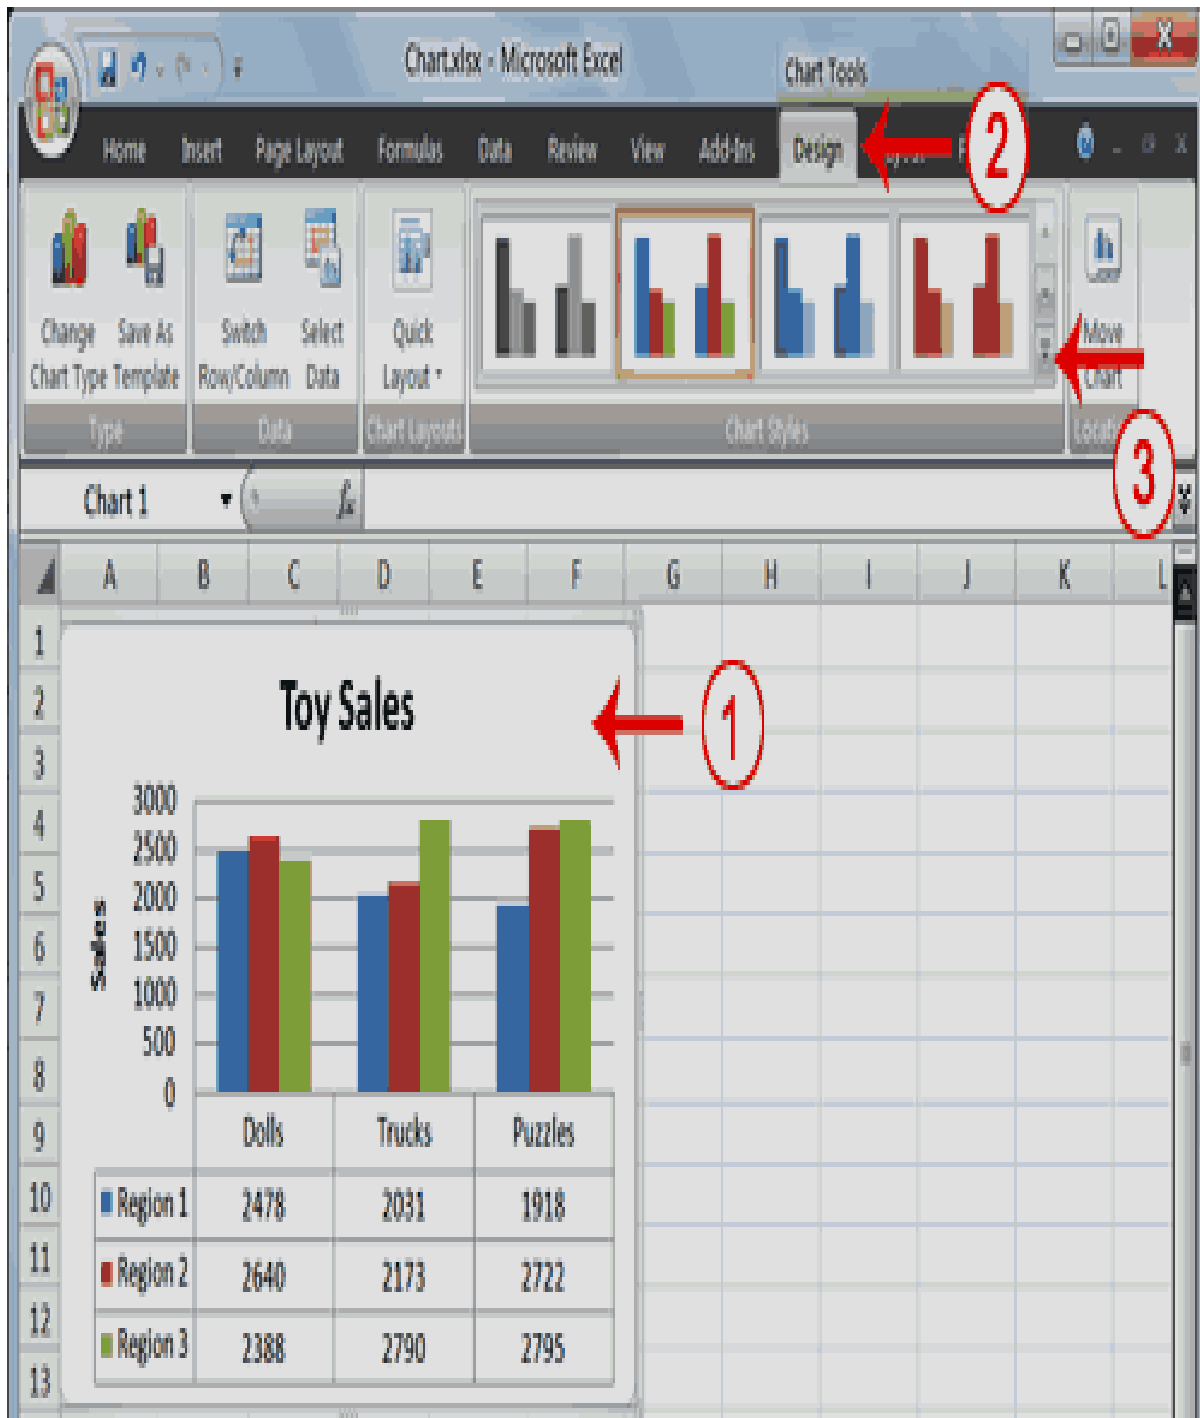 Chart.xlsx - Microsoft Excel
Chart Tools
Home Insert Page Layout Formulas Data Review View Add-Ins Design
2
Change Chart Type
Save As Template
Switch Row/Column
Select Data
Quick Layout
Move Chart
Type
Data
Chart Layouts
Chart Styles
3
Chart 1
fx
A B C D E F G H I J K L
1
2
3
4
5
6
7
8
9
10
11
12
13
Toy Sales
1
Sales
3000
2500
2000
1500
1000
500
0
Dolls Trucks Puzzles
Region 1 2478 2031 1918
Region 2 2640 2173 2722
Region 3 2388 2790 2795